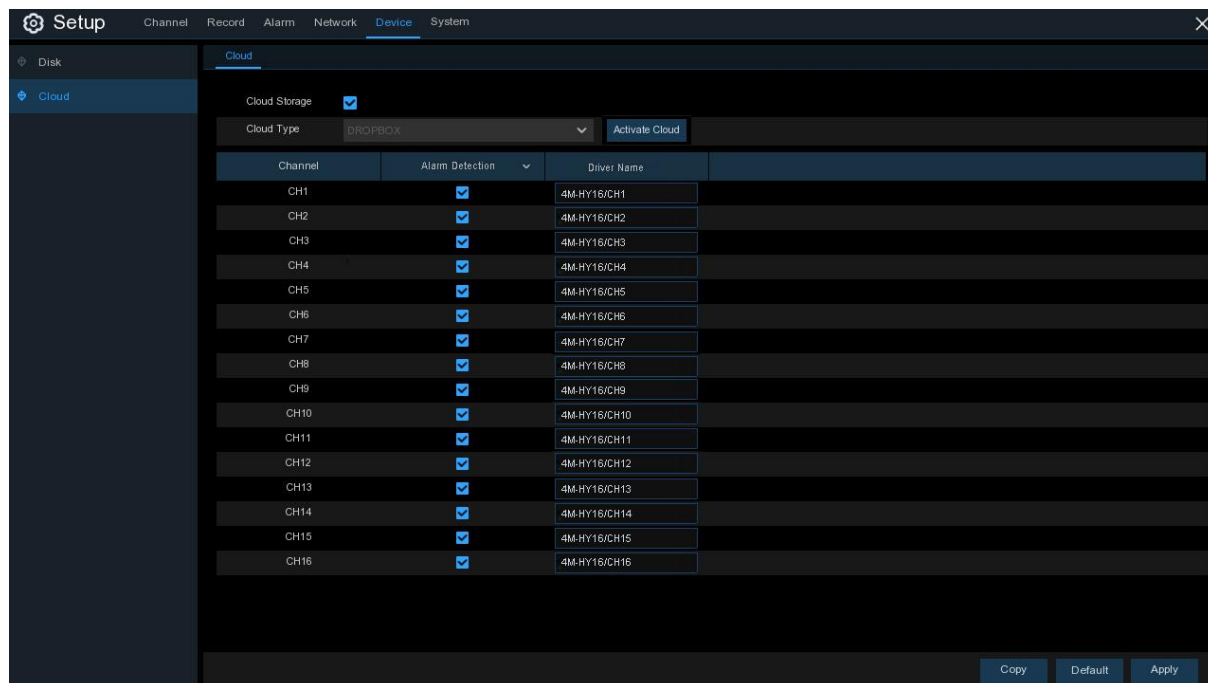 Setup Channel Record Alarm Network Device System
Disk
Cloud
Cloud
Cloud Storage
Cloud Type DROPBOX Activate Cloud
Channel Alarm Detection Driver Name
CH1 4M-HY16/CH1
CH2 4M-HY16/CH2
CH3 4M-HY16/CH3
CH4 4M-HY16/CH4
CH5 4M-HY16/CH5
CH6 4M-HY16/CH6
CH7 4M-HY16/CH7
CH8 4M-HY16/CH8
CH9 4M-HY16/CH9
CH10 4M-HY16/CH10
CH11 4M-HY16/CH11
CH12 4M-HY16/CH12
CH13 4M-HY16/CH13
CH14 4M-HY16/CH14
CH15 4M-HY16/CH15
CH16 4M-HY16/CH16
Copy Default Apply